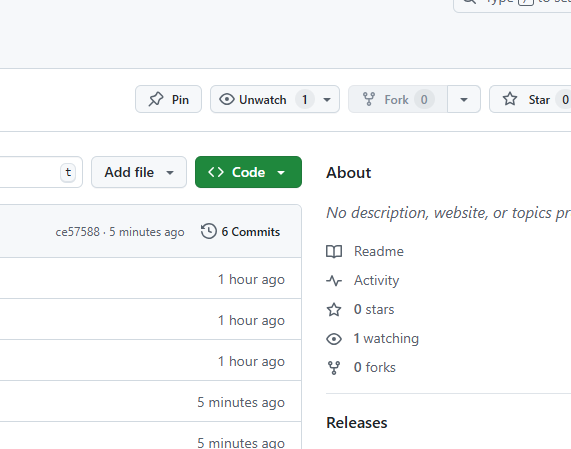 Type / to se
Pin
Unwatch 1
Fork 0
Star 0
t
Add file
Code
About
No description, website, or topics pr
ce57588 · 5 minutes ago
6 Commits
Readme
1 hour ago
Activity
0 stars
1 hour ago
1 watching
1 hour ago
0 forks
5 minutes ago
Releases
5 minutes ago